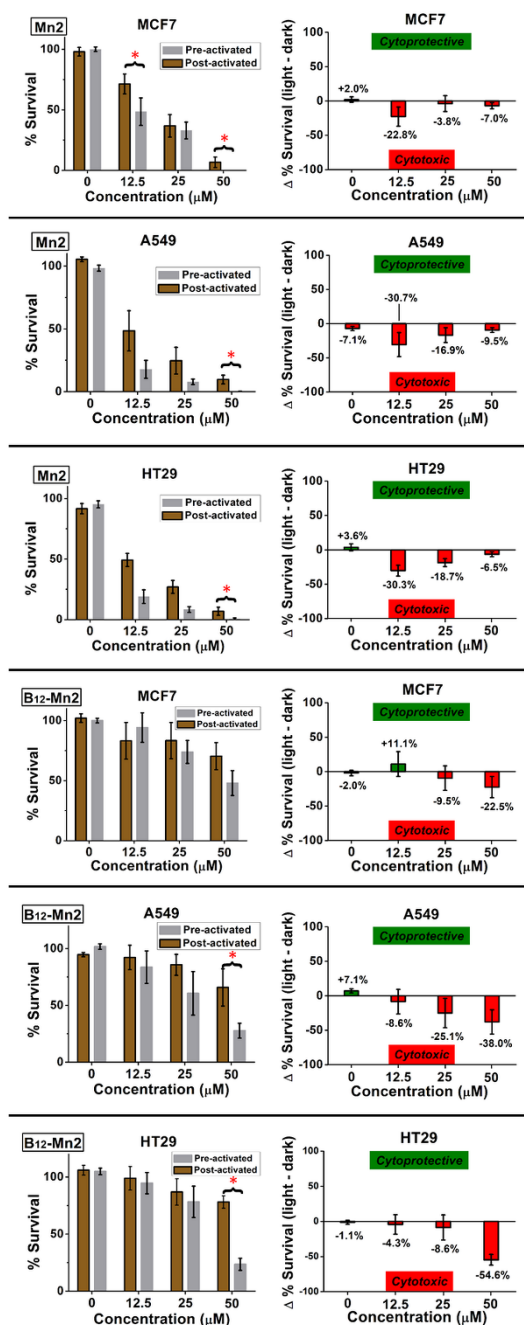 Mn2
MCF7
Pre-activated
Post-activated
*
*
% Survival
100
50
0
0 12.5 25 50
Concentration (µM)
MCF7
Cytoprotective
Δ % Survival (light - dark)
100
50
0
-50
-100
+2.0%
-22.8%
-3.8%
-7.0%
Cytotoxic
0 12.5 25 50
Concentration (µM)
Mn2
A549
Pre-activated
Post-activated
*
% Survival
100
50
0
0 12.5 25 50
Concentration (µM)
A549
Cytoprotective
Δ % Survival (light - dark)
100
50
0
-50
-100
-30.7%
-7.1%
-16.9%
-9.5%
Cytotoxic
0 12.5 25 50
Concentration (µM)
Mn2
HT29
Pre-activated
Post-activated
*
% Survival
100
50
0
0 12.5 25 50
Concentration (µM)
HT29
Cytoprotective
Δ % Survival (light - dark)
100
50
0
-50
-100
+3.6%
-30.3%
-18.7%
-6.5%
Cytotoxic
0 12.5 25 50
Concentration (µM)
B12-Mn2
MCF7
Pre-activated
Post-activated
% Survival
100
50
0
0 12.5 25 50
Concentration (µM)
MCF7
Cytoprotective
Δ % Survival (light - dark)
100
50
0
-50
-100
+11.1%
-2.0%
-9.5%
-22.5%
Cytotoxic
0 12.5 25 50
Concentration (µM)
B12-Mn2
A549
Pre-activated
Post-activated
*
% Survival
100
50
0
0 12.5 25 50
Concentration (µM)
A549
Cytoprotective
Δ % Survival (light - dark)
100
50
0
-50
-100
+7.1%
-8.6%
-25.1%
-38.0%
Cytotoxic
0 12.5 25 50
Concentration (µM)
B12-Mn2
HT29
Pre-activated
Post-activated
*
% Survival
100
50
0
0 12.5 25 50
Concentration (µM)
HT29
Cytoprotective
Δ % Survival (light - dark)
100
50
0
-50
-100
-1.1%
-4.3%
-8.6%
-54.6%
Cytotoxic
0 12.5 25 50
Concentration (µM)